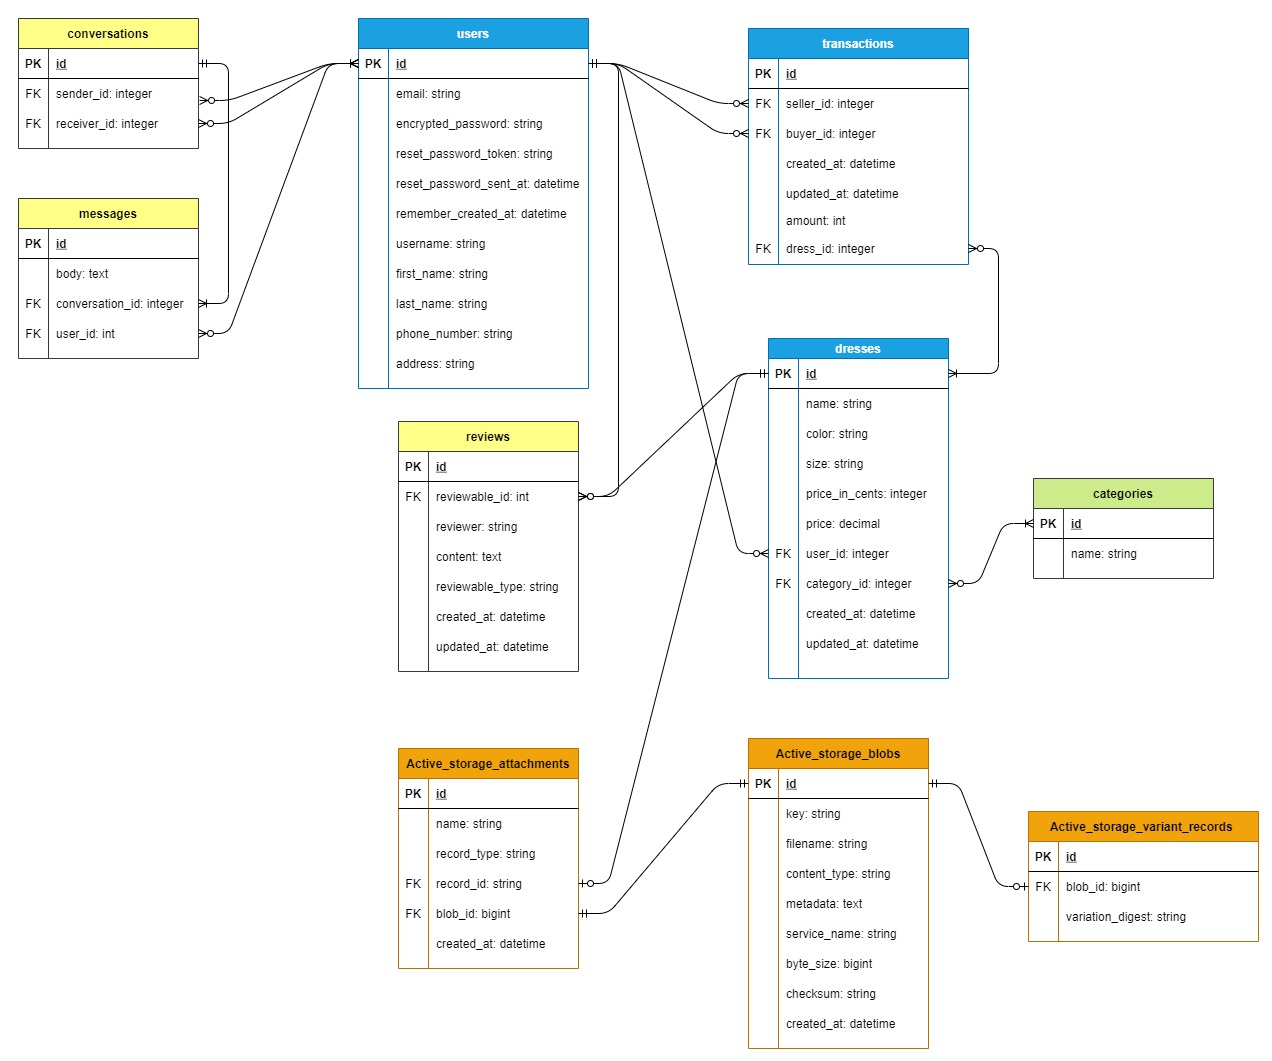 conversations
PK id
FK sender_id: integer
FK receiver_id: integer
messages
PK id
body: text
FK conversation_id: integer
FK user_id: int
users
PK id
email: string
encrypted_password: string
reset_password_token: string
reset_password_sent_at: datetime
remember_created_at: datetime
username: string
first_name: string
last_name: string
phone_number: string
address: string
transactions
PK id
FK seller_id: integer
FK buyer_id: integer
created_at: datetime
updated_at: datetime
amount: int
FK dress_id: integer
reviews
PK id
FK reviewable_id: int
reviewer: string
content: text
reviewable_type: string
created_at: datetime
updated_at: datetime
dresses
PK id
name: string
color: string
size: string
price_in_cents: integer
price: decimal
FK user_id: integer
FK category_id: integer
created_at: datetime
updated_at: datetime
categories
PK id
name: string
Active_storage_attachments
PK id
name: string
record_type: string
FK record_id: string
FK blob_id: bigint
created_at: datetime
Active_storage_blobs
PK id
key: string
filename: string
content_type: string
metadata: text
service_name: string
byte_size: bigint
checksum: string
created_at: datetime
Active_storage_variant_records
PK id
FK blob_id: bigint
variation_digest: string